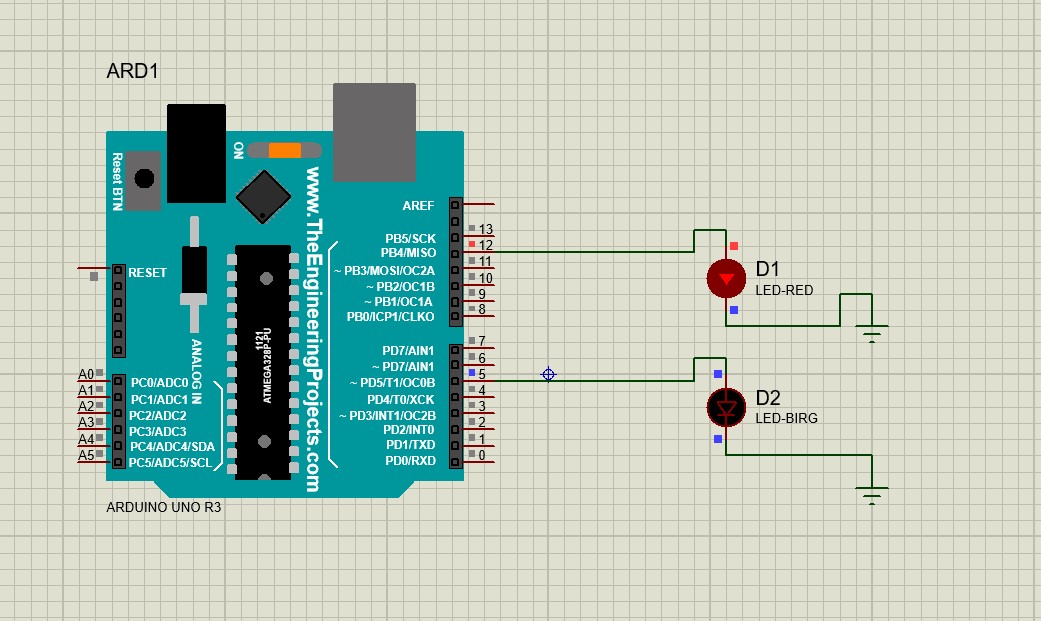 ARD1
Reset BTN
ON
www.TheEngineeringProjects.com
1121
ATMEGA328P-PU
ANALOG IN
RESET
A0 PC0/ADC0
A1 PC1/ADC1
A2 PC2/ADC2
A3 PC3/ADC3
A4 PC4/ADC4/SDA
A5 PC5/ADC5/SCL
AREF
PB5/SCK 13
PB4/MISO 12
~ PB3/MOSI/OC2A 11
~ PB2/OC1B 10
~ PB1/OC1A 9
PB0/ICP1/CLKO 8
PD7/AIN1 7
~ PD7/AIN1 6
~ PD5/T1/OC0B 5
PD4/T0/XCK 4
~ PD3/INT1/OC2B 3
PD2/INT0 2
PD1/TXD 1
PD0/RXD 0
ARDUINO UNO R3
D1
LED-RED
D2
LED-BIRG